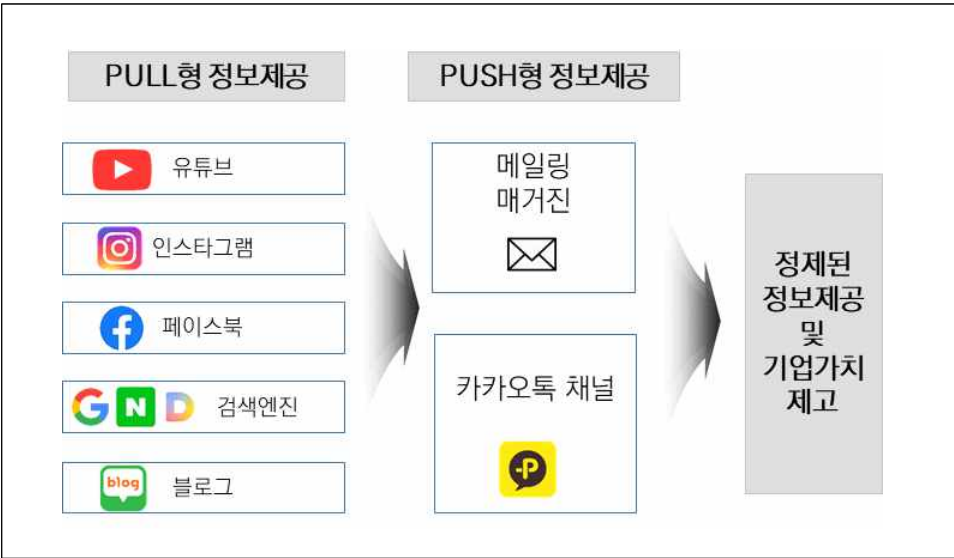 PULL형 정보제공
유튜브
인스타그램
페이스북
G N D 검색엔진
blog 블로그
PUSH형 정보제공
메일링
매거진
카카오톡 채널
P
정제된
정보제공
및
기업가치
제고